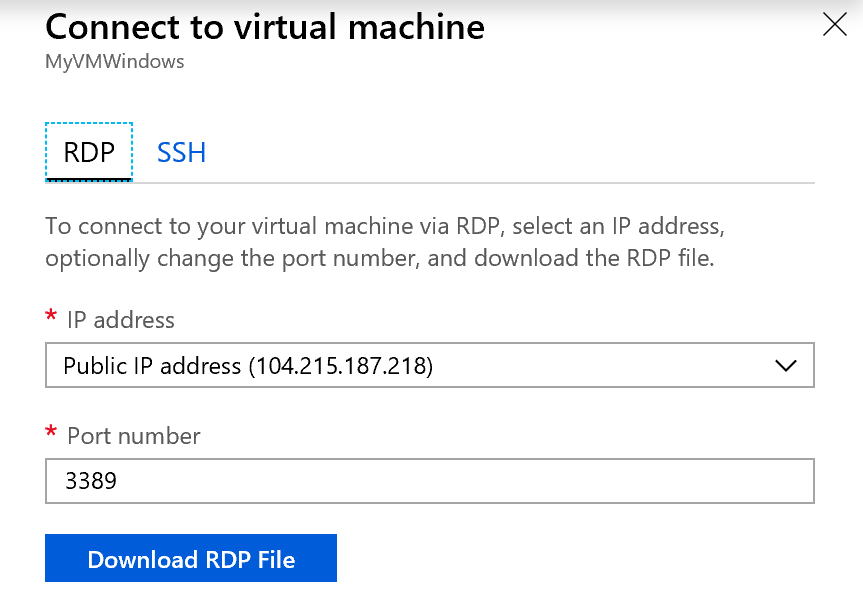 Connect to virtual machine
MyVMWindows
RDP SSH
To connect to your virtual machine via RDP, select an IP address,
optionally change the port number, and download the RDP file.
* IP address
Public IP address (104.215.187.218)
* Port number
3389
Download RDP File